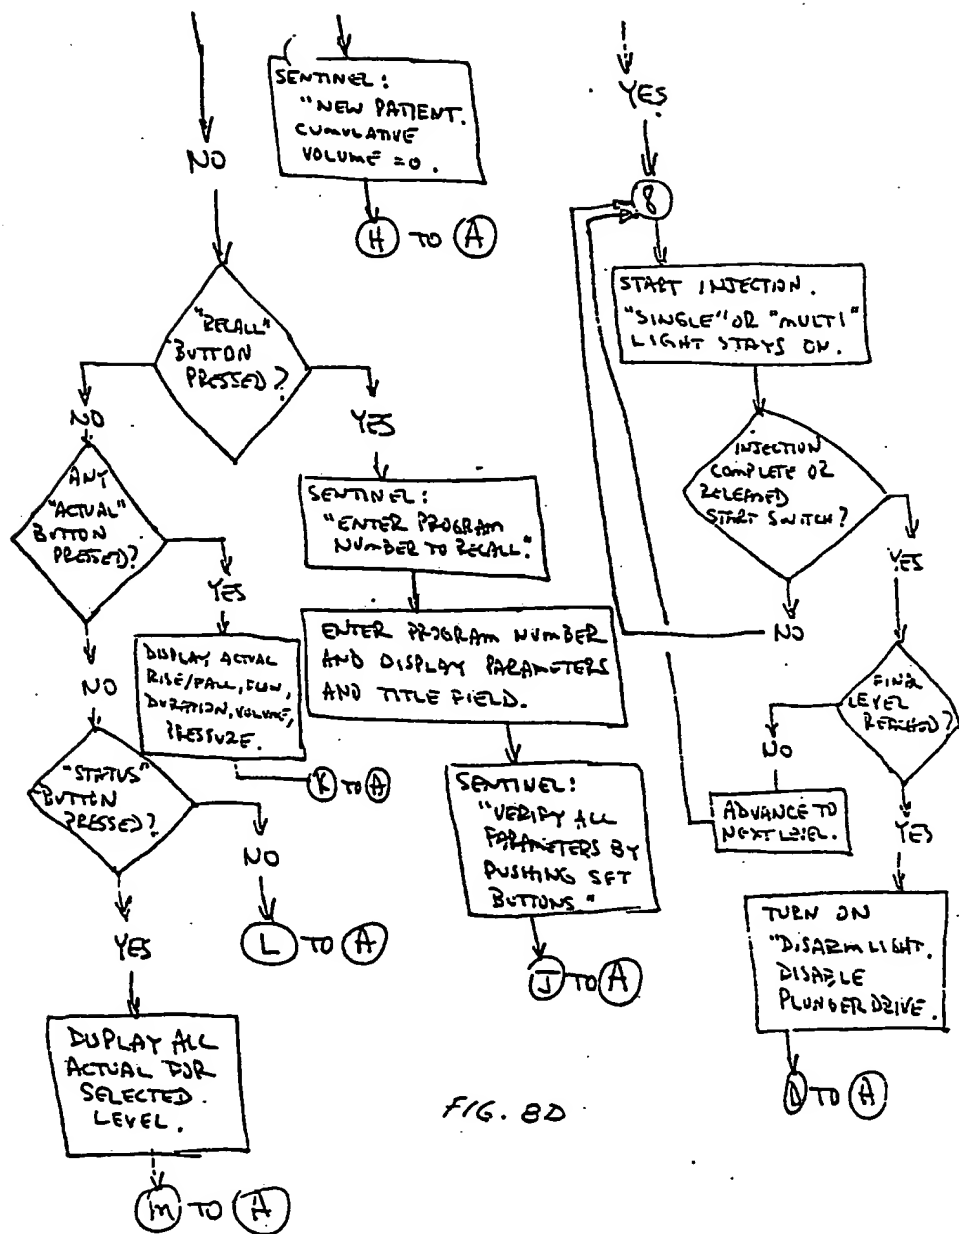 SENTINEL:
"NEW PATIENT.
CUMULATIVE
VOLUME = 0.
H TO A
NO
"RECALL"
BUTTON
PRESSED?
NO
YES
ANY
"ACTUAL"
BUTTON
PRESSED?
YES
NO
DISPLAY ACTUAL
RISE/FALL, FLOW,
DURATION, VOLUME,
PRESSURE.
K TO A
"STATUS"
BUTTON
PRESSED?
NO
L TO A
YES
DISPLAY ALL
ACTUAL FOR
SELECTED.
LEVEL.
M TO A
SENTINEL:
"ENTER PROGRAM
NUMBER TO RECALL."
ENTER PROGRAM NUMBER
AND DISPLAY PARAMETERS
AND TITLE FIELD.
SENTINEL:
"VERIFY ALL
PARAMETERS BY
PUSHING SET
BUTTONS."
J TO A
YES
8
START INJECTION.
"SINGLE" OR "MULTI"
LIGHT STAYS ON.
INJECTION
COMPLETE OR
RELEASED
START SWITCH?
NO
YES
FINAL
LEVEL
REACHED?
NO
ADVANCE TO
NEXT LEVEL.
YES
TURN ON
"DISARM LIGHT.
DISABLE
PLUNGER DRIVE.
D TO A
FIG. 8D